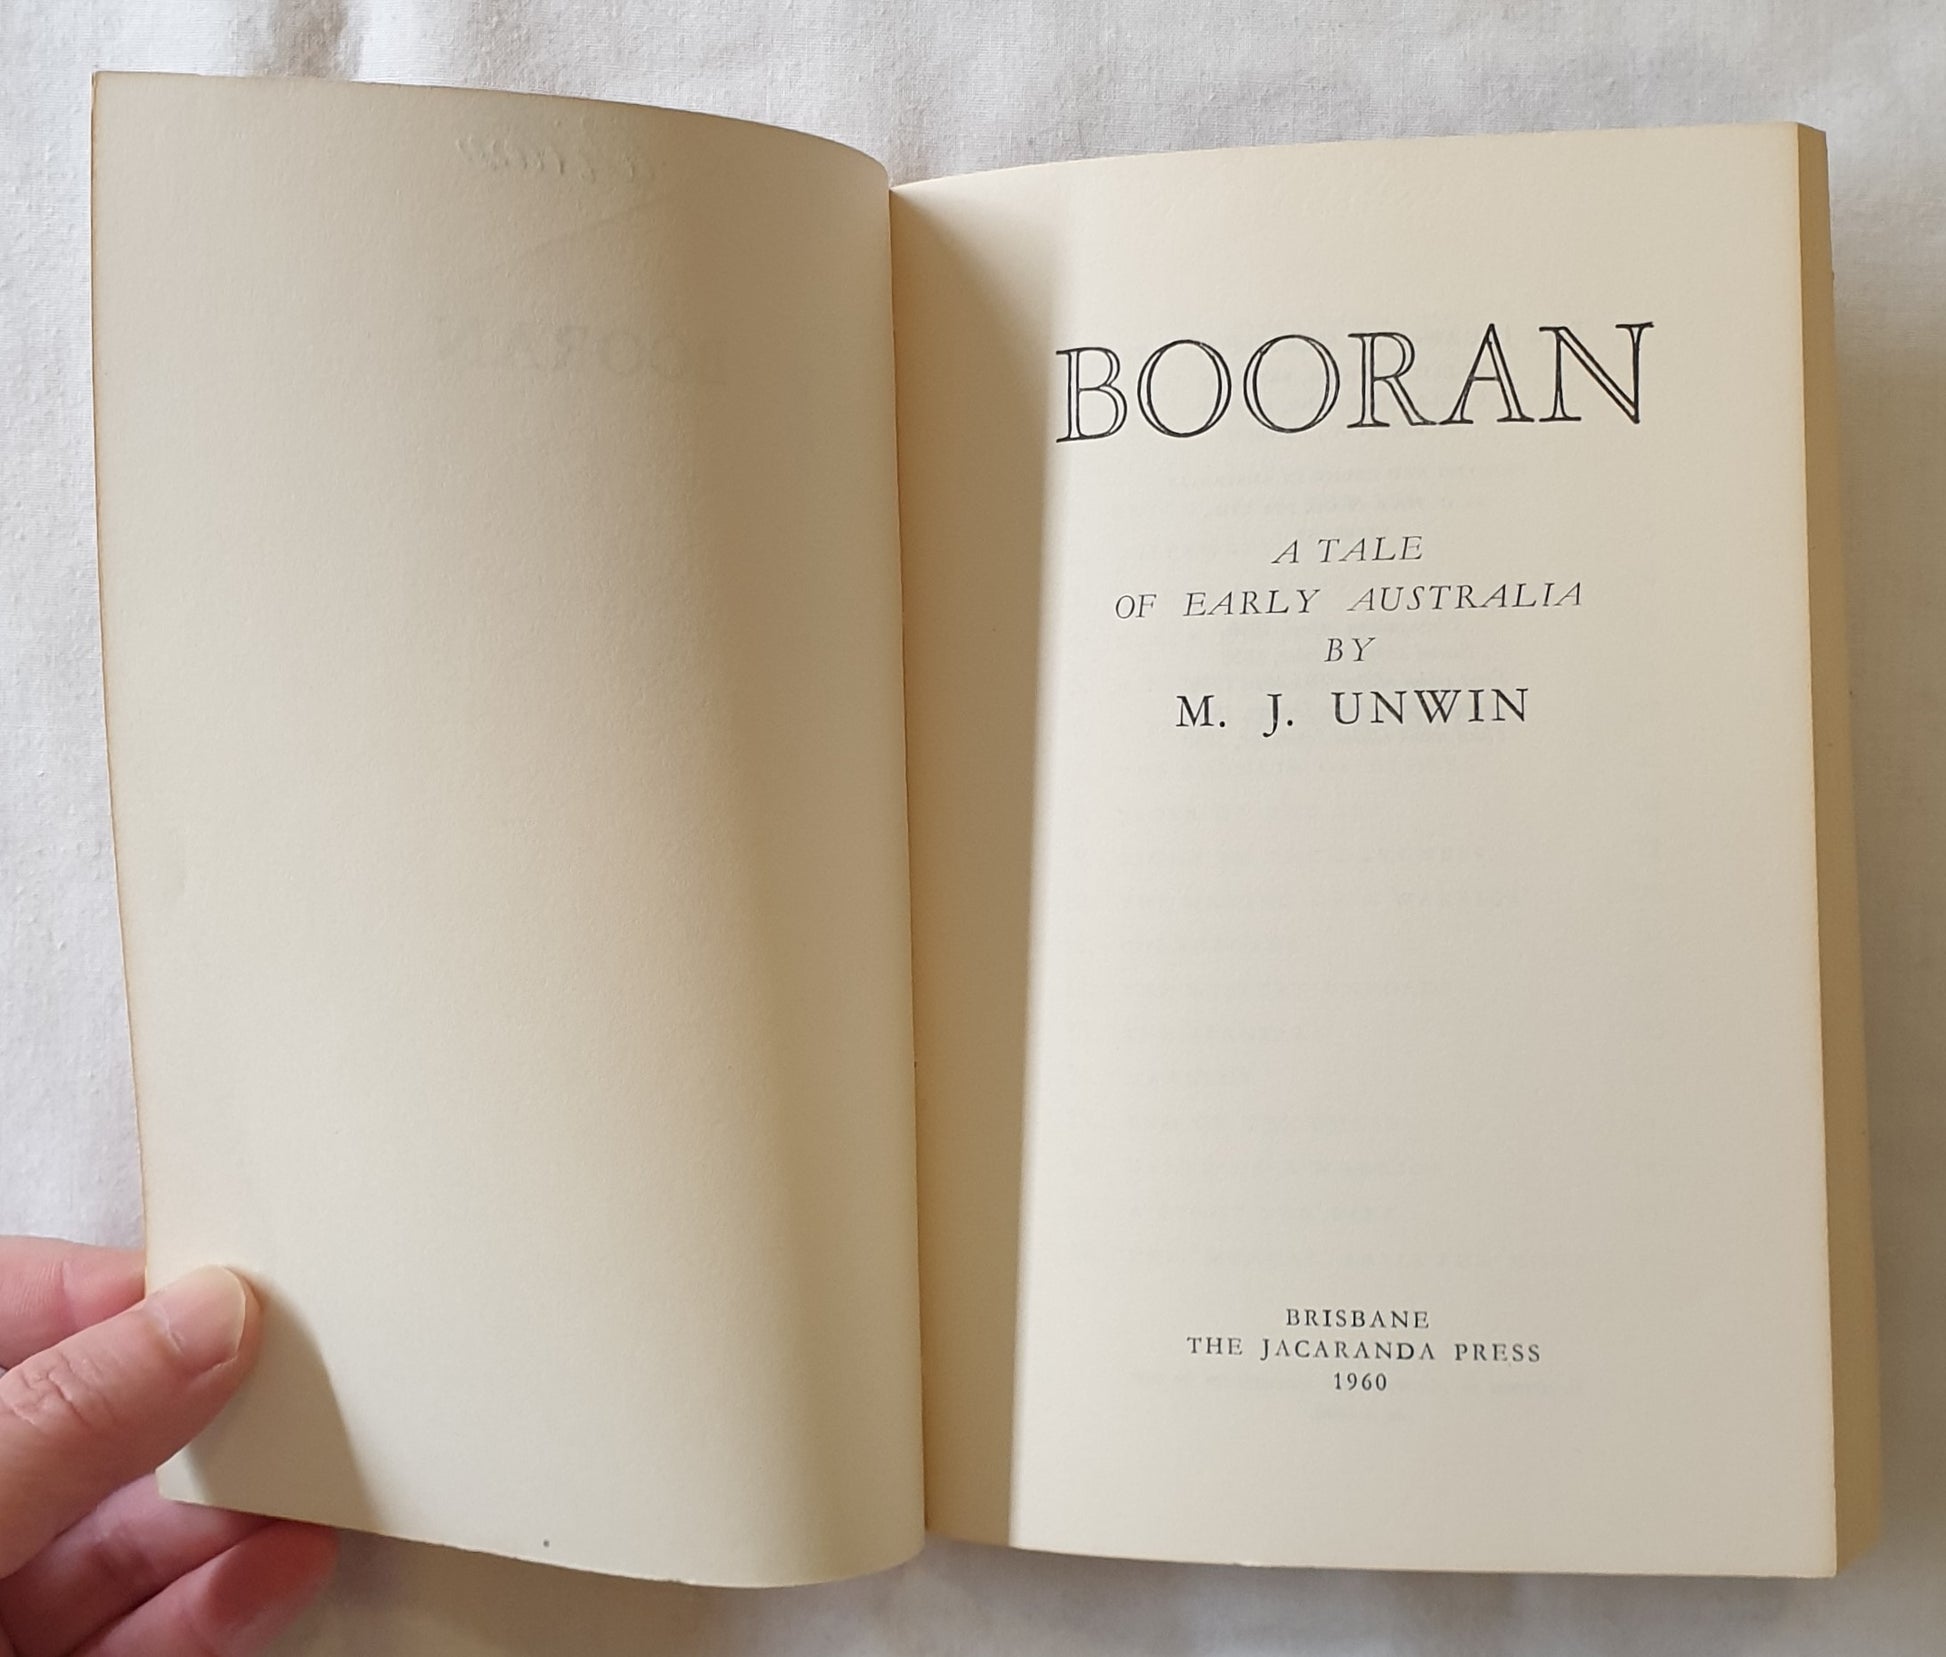 BOORAN
A TALE
OF EARLY AUSTRALIA
BY
M. J. UNWIN
BRISBANE
THE JACARANDA PRESS
1960